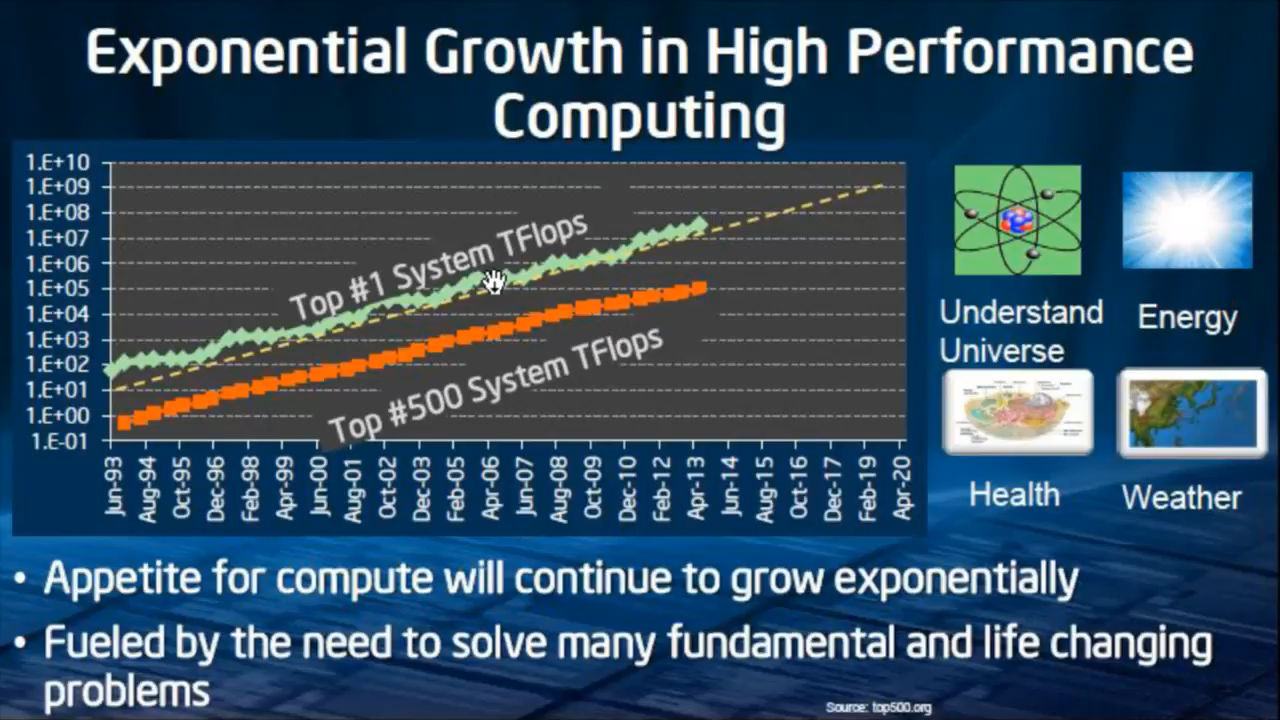 Exponential Growth in High Performance
Computing
1.E+10
1.E+09
1.E+08
1.E+07
1.E+06
1.E+05
1.E+04
1.E+03
1.E+02
1.E+01
1.E+00
1.E-01
Top #1 System TFlops
Top #500 System TFlops
Jun-93
Aug-94
Oct-95
Dec-96
Feb-98
Apr-99
Jun-00
Aug-01
Oct-02
Dec-03
Feb-05
Apr-06
Jun-07
Aug-08
Oct-09
Dec-10
Feb-12
Apr-13
Jun-14
Aug-15
Oct-16
Dec-17
Feb-19
Apr-20
Understand
Universe
Energy
Health
Weather
• Appetite for compute will continue to grow exponentially
• Fueled by the need to solve many fundamental and life changing
problems
Source: top500.org